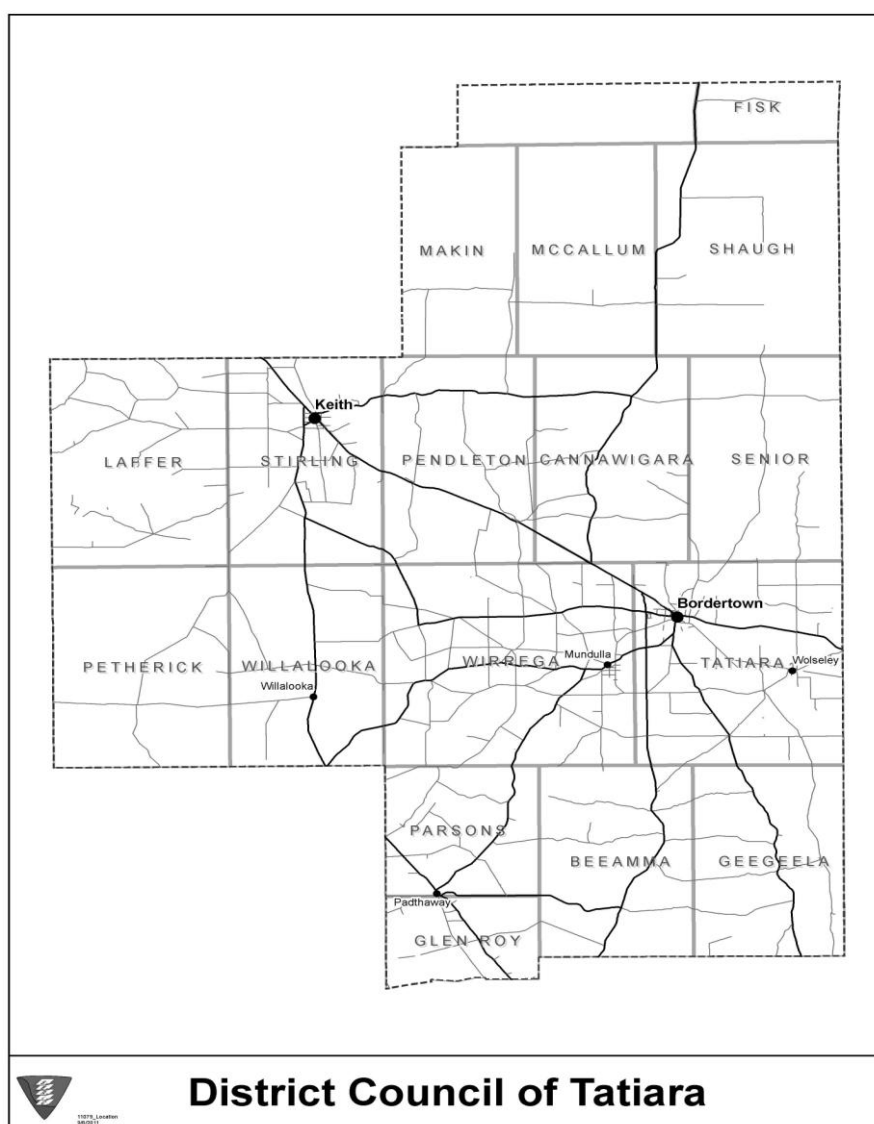 FISK
MAKIN
MCCALLUM
SHAUGH
Keith
LAFFER
STIRLING
PENDLETON
CANNAWIGARA
SENIOR
Bordertown
PETHERICK
WILLALOOKA
WIRREGA
Mundulla
TATIARA
Wolseley
Willalooka
PARSONS
BEEAMMA
GEEGEELA
Padthaway
GLEN ROY
District Council of Tatiara